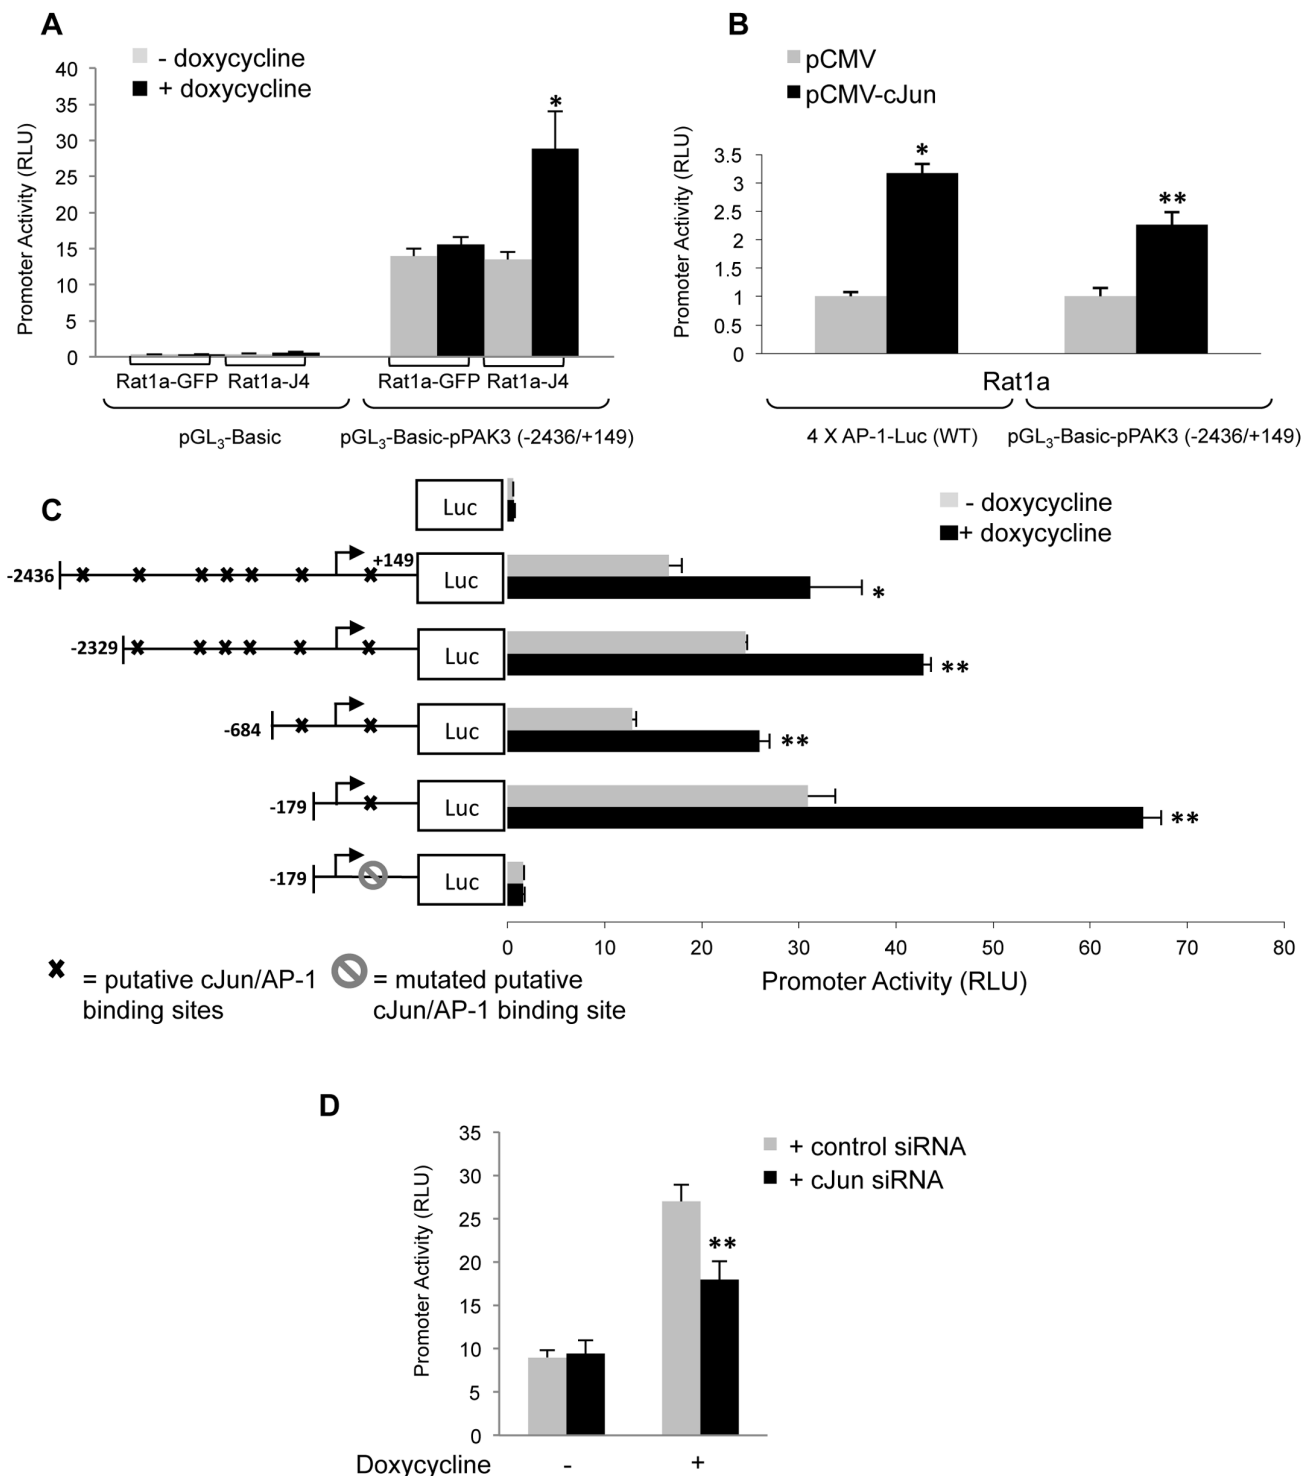 A
- doxycycline
+ doxycycline
Promoter Activity (RLU)
40
35
30
25
20
15
10
5
0
*
Rat1a-GFP Rat1a-J4 Rat1a-GFP Rat1a-J4
pGL3-Basic pGL3-Basic-pPAK3 (-2436/+149)
B
pCMV
pCMV-cJun
Promoter Activity (RLU)
3.5
3
2.5
2
1.5
1
0.5
0
*
**
Rat1a
4 X AP-1-Luc (WT) pGL3-Basic-pPAK3 (-2436/+149)
C
- doxycycline
+ doxycycline
Luc
-2436 +149 Luc *
-2329 Luc **
-684 Luc **
-179 Luc **
-179 Luc
0 10 20 30 40 50 60 70 80
Promoter Activity (RLU)
= putative cJun/AP-1
binding sites
= mutated putative
cJun/AP-1 binding site
D
+ control siRNA
+ cJun siRNA
Promoter Activity (RLU)
35
30
25
20
15
10
5
0
**
Doxycycline - +